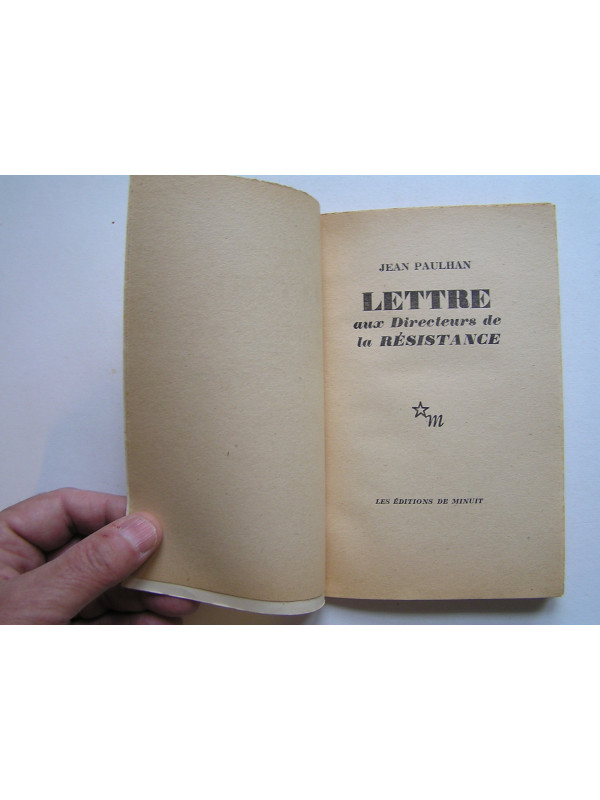 JEAN PAULHAN
LETTRE
aux Directeurs de
la RÉSISTANCE
m
LES ÉDITIONS DE MINUIT